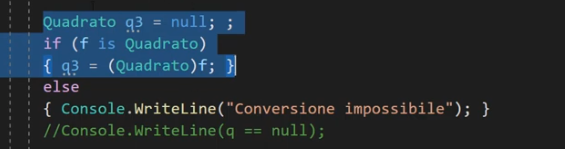 Quadrato q3 = null; ;
if (f is Quadrato)
{ q3 = (Quadrato)f; }
else
{ Console.WriteLine("Conversione impossibile"); }
//Console.WriteLine(q == null);